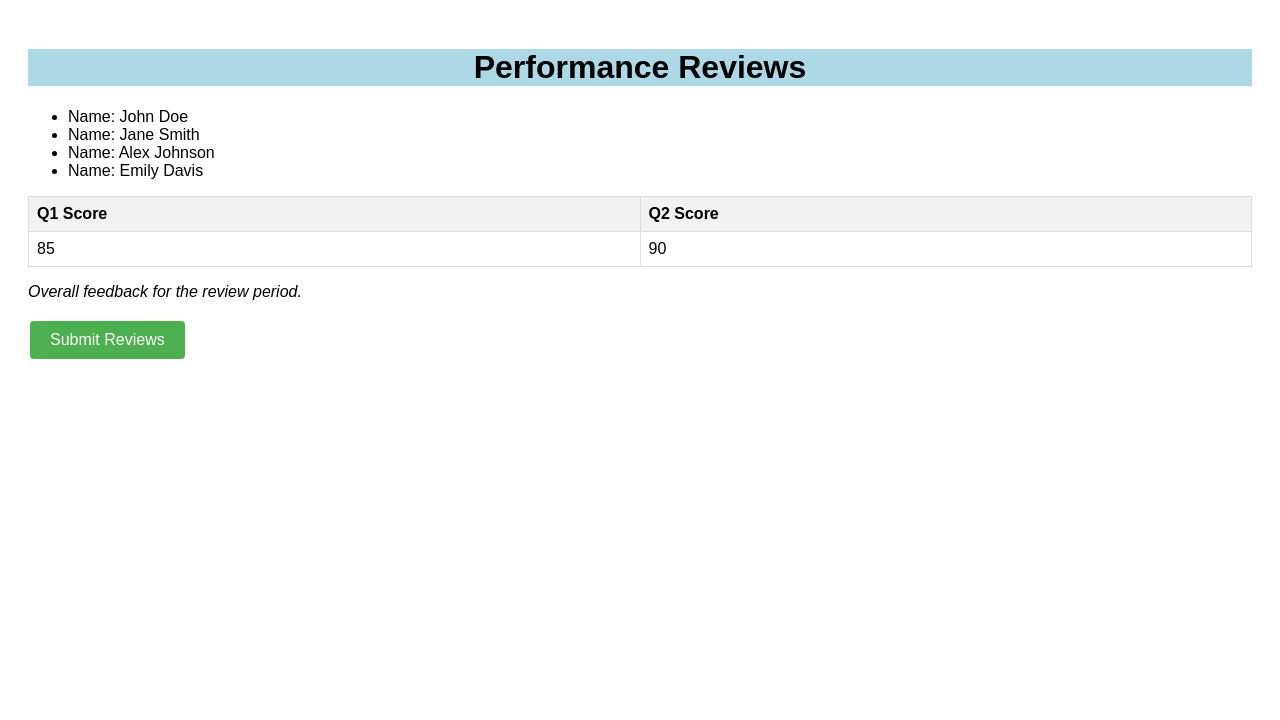 Performance Reviews
Name: John Doe
Name: Jane Smith
Name: Alex Johnson
Name: Emily Davis
Q1 Score Q2 Score
85 90
Overall feedback for the review period.
Submit Reviews